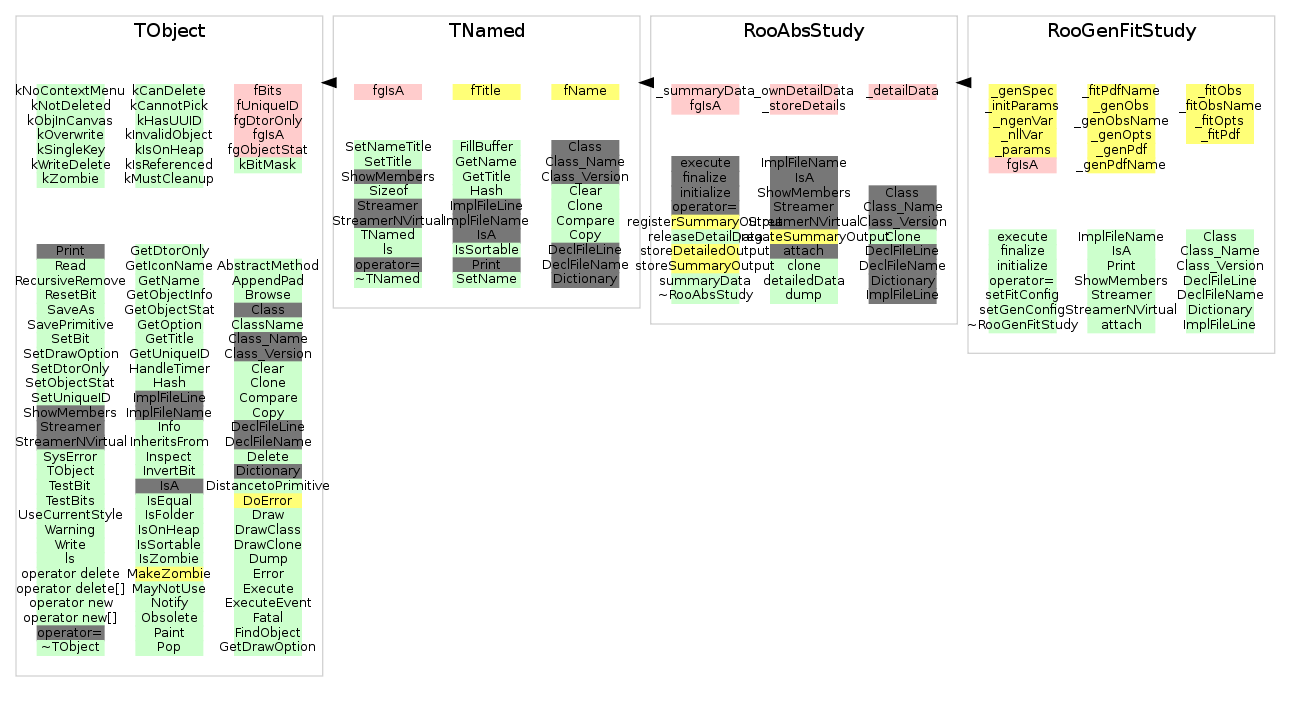 TObject
kNoContextMenu kCanDelete fBits
kNotDeleted kCannotPick fUniqueID
kObjInCanvas kHasUUID fgDtorOnly
kOverwrite kInvalidObject fgIsA
kSingleKey kIsOnHeap fgObjectStat
kWriteDelete kIsReferenced kBitMask
kZombie kMustCleanup
Print GetDtorOnly
Read GetIconName AbstractMethod
RecursiveRemove GetName AppendPad
ResetBit GetObjectInfo Browse
SaveAs GetObjectStat Class
SavePrimitive GetOption ClassName
SetBit GetTitle Class_Name
SetDrawOption GetUniqueID Class_Version
SetDtorOnly HandleTimer Clear
SetObjectStat Hash Clone
SetUniqueID ImplFileLine Compare
ShowMembers ImplFileName Copy
Streamer Info DeclFileLine
StreamerNVirtual InheritsFrom DeclFileName
SysError Inspect Delete
TObject InvertBit Dictionary
TestBit IsA DistancetoPrimitive
TestBits IsEqual DoError
UseCurrentStyle IsFolder Draw
Warning IsOnHeap DrawClass
Write IsSortable DrawClone
ls IsZombie Dump
operator delete MakeZombie Error
operator delete[] MayNotUse Execute
operator new Notify ExecuteEvent
operator new[] Obsolete Fatal
operator= Paint FindObject
~TObject Pop GetDrawOption
TNamed
fgIsA fTitle fName
SetNameTitle FillBuffer Class
SetTitle GetName Class_Name
ShowMembers GetTitle Class_Version
Sizeof Hash Clear
Streamer ImplFileLine Clone
StreamerNVirtual ImplFileName Compare
TNamed IsA Copy
ls IsSortable DeclFileLine
operator= Print DeclFileName
~TNamed SetName Dictionary
RooAbsStudy
_summaryData _ownDetailData _detailData
fgIsA _storeDetails
execute ImplFileName
finalize IsA
initialize ShowMembers Class
operator= Streamer Class_Name
registerSummaryOutput StreamerNVirtual Class_Version
releaseDetailData aggregateSummaryOutput Clone
storeDetailedOutput attach DeclFileLine
storeSummaryOutput clone DeclFileName
summaryData detailedData Dictionary
~RooAbsStudy dump ImplFileLine
RooGenFitStudy
_genSpec _fitPdfName _fitObs
_initParams _genObs _fitObsName
_ngenVar _genObsName _fitOpts
_nllVar _genOpts _fitPdf
_params _genPdf
fgIsA _genPdfName
execute ImplFileName Class
finalize IsA Class_Name
initialize Print Class_Version
operator= ShowMembers DeclFileLine
setFitConfig Streamer DeclFileName
setGenConfig StreamerNVirtual Dictionary
~RooGenFitStudy attach ImplFileLine